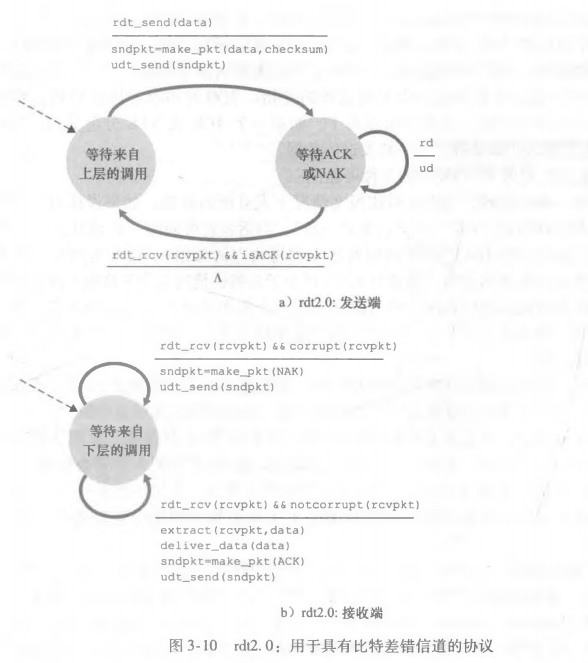 rdt_send(data)
sndpkt=make_pkt(data,checksum)
udt_send(sndpkt)
等待来自
上层的调用
等待ACK
或NAK
rd
ud
rdt_rcv(rcvpkt) && isACK(rcvpkt)
Λ
a）rdt2.0: 发送端
rdt_rcv(rcvpkt) && corrupt(rcvpkt)
sndpkt=make_pkt(NAK)
udt_send(sndpkt)
等待来自
下层的调用
rdt_rcv(rcvpkt) && notcorrupt(rcvpkt)
extract(rcvpkt,data)
deliver_data(data)
sndpkt=make_pkt(ACK)
udt_send(sndpkt)
b）rdt2.0: 接收端
图 3-10 rdt2.0：用于具有比特差错信道的协议